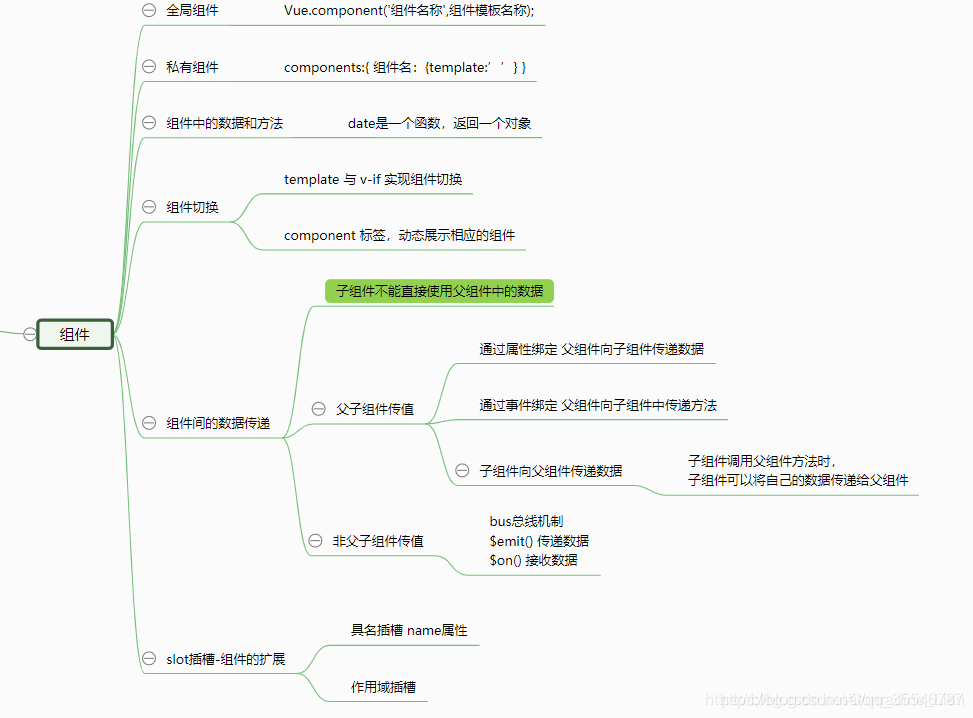 全局组件 Vue.component('组件名称',组件模板名称);
私有组件 components:{ 组件名：{template:′ ′} }
组件中的数据和方法 date是一个函数，返回一个对象
template 与 v-if 实现组件切换
组件切换
component 标签，动态展示相应的组件
子组件不能直接使用父组件中的数据
组件
通过属性绑定 父组件向子组件传递数据
父子组件传值
通过事件绑定 父组件向子组件中传递方法
组件间的数据传递
子组件调用父组件方法时，
子组件向父组件传递数据
子组件可以将自己的数据传递给父组件
bus总线机制
非父子组件传值
$emit() 传递数据
$on() 接收数据
具名插槽 name属性
slot插槽-组件的扩展
作用域插槽